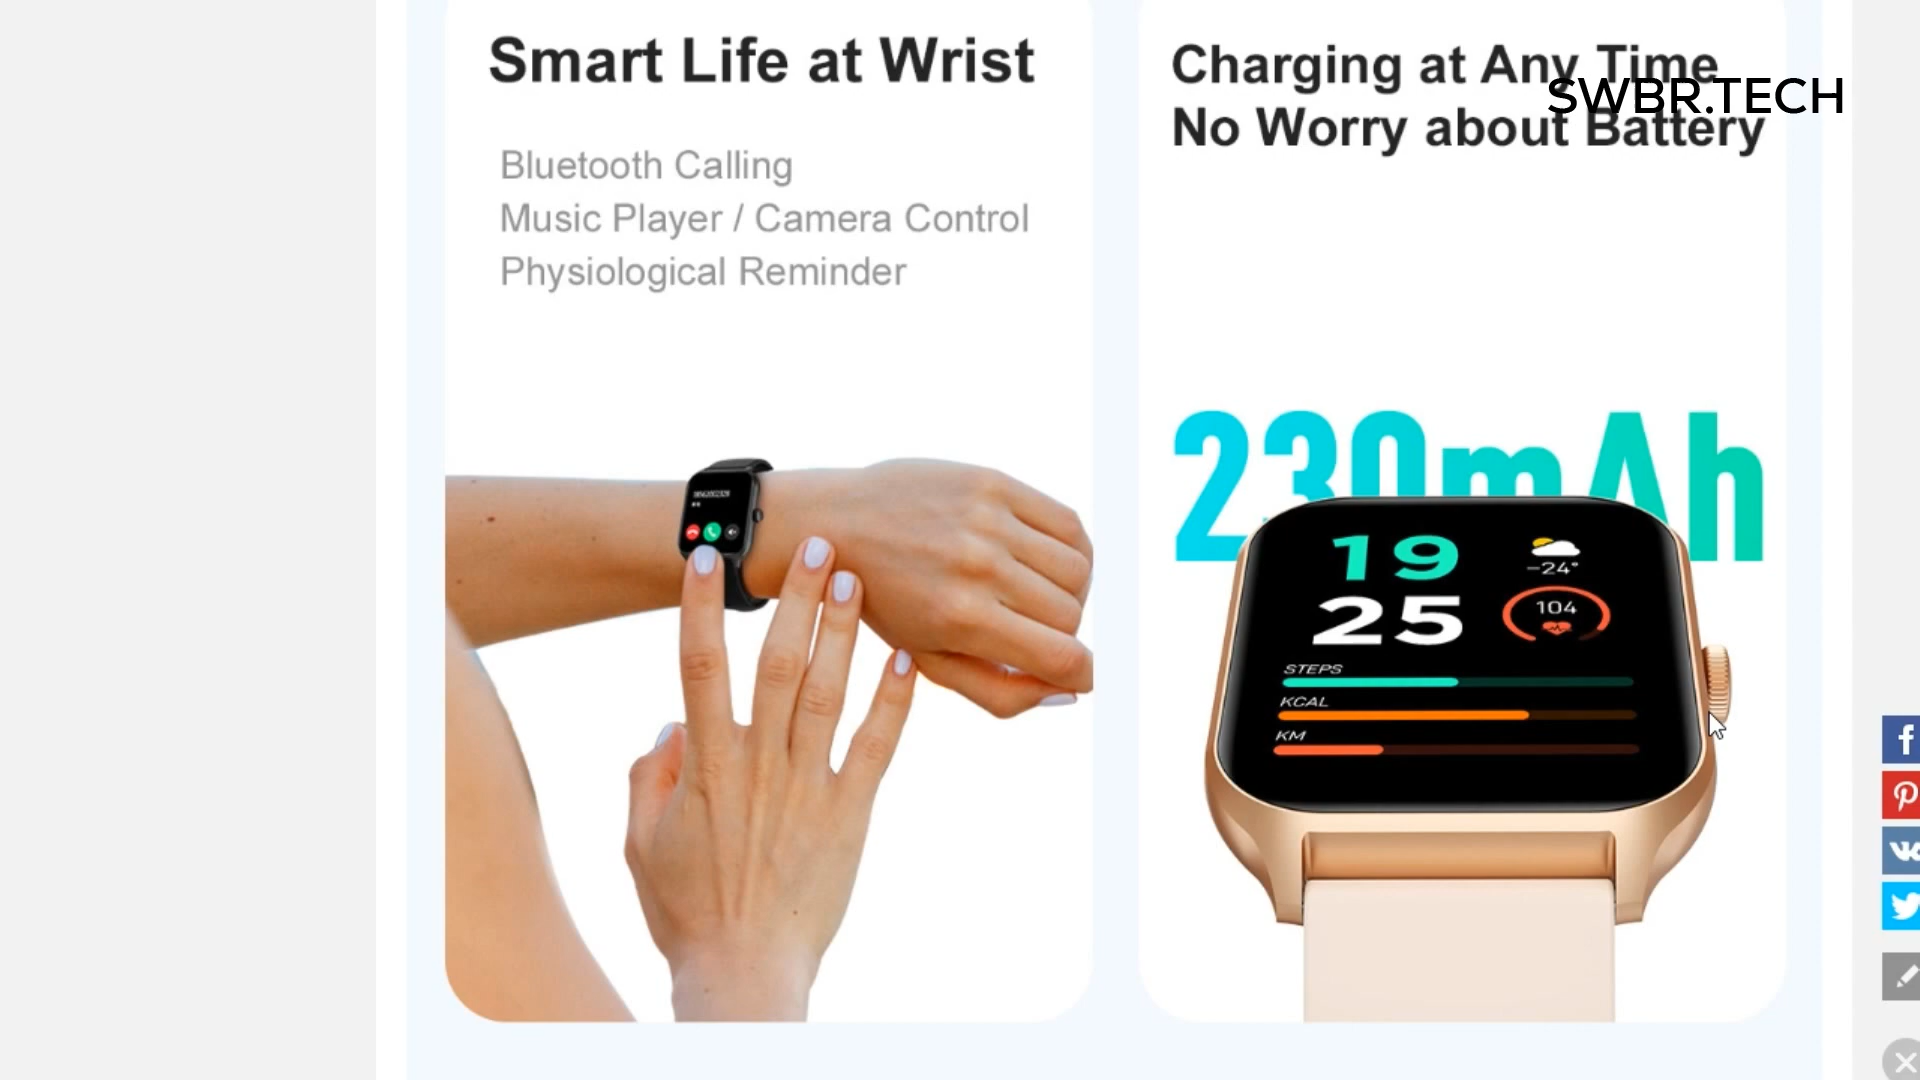 Smart Life at Wrist
Bluetooth Calling
Music Player / Camera Control
Physiological Reminder
Charging at Any Time
No Worry about Battery
SWBR.TECH
230mAh
19
25
-24°
104
STEPS
KCAL
KM